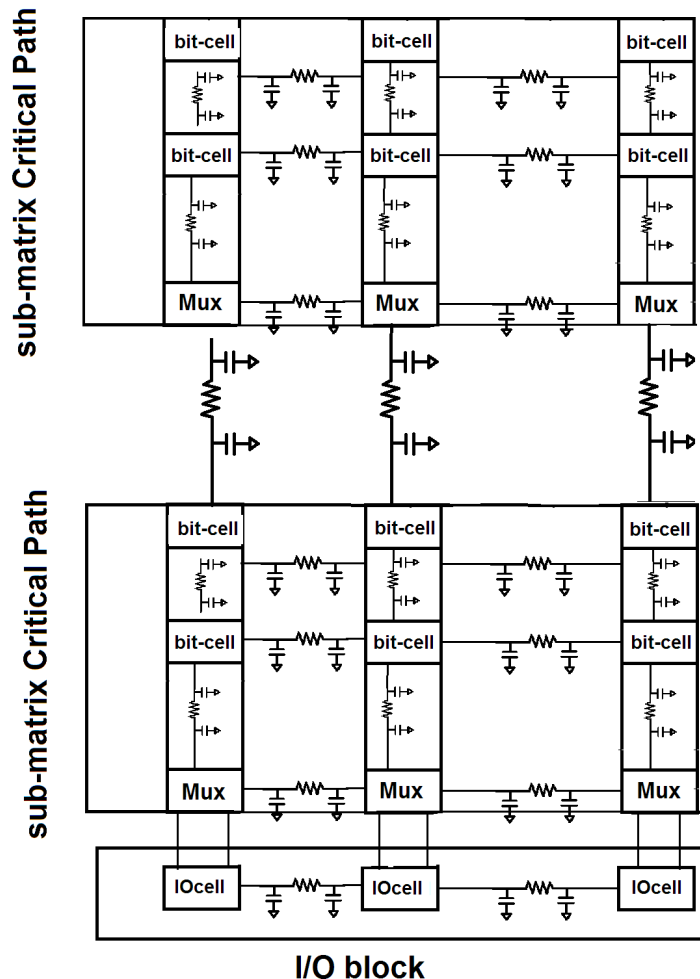 sub-matrix Critical Path
bit-cell bit-cell bit-cell
bit-cell bit-cell bit-cell
Mux Mux Mux
sub-matrix Critical Path
bit-cell bit-cell bit-cell
bit-cell bit-cell bit-cell
Mux Mux Mux
IOcell IOcell IOcell
I/O block